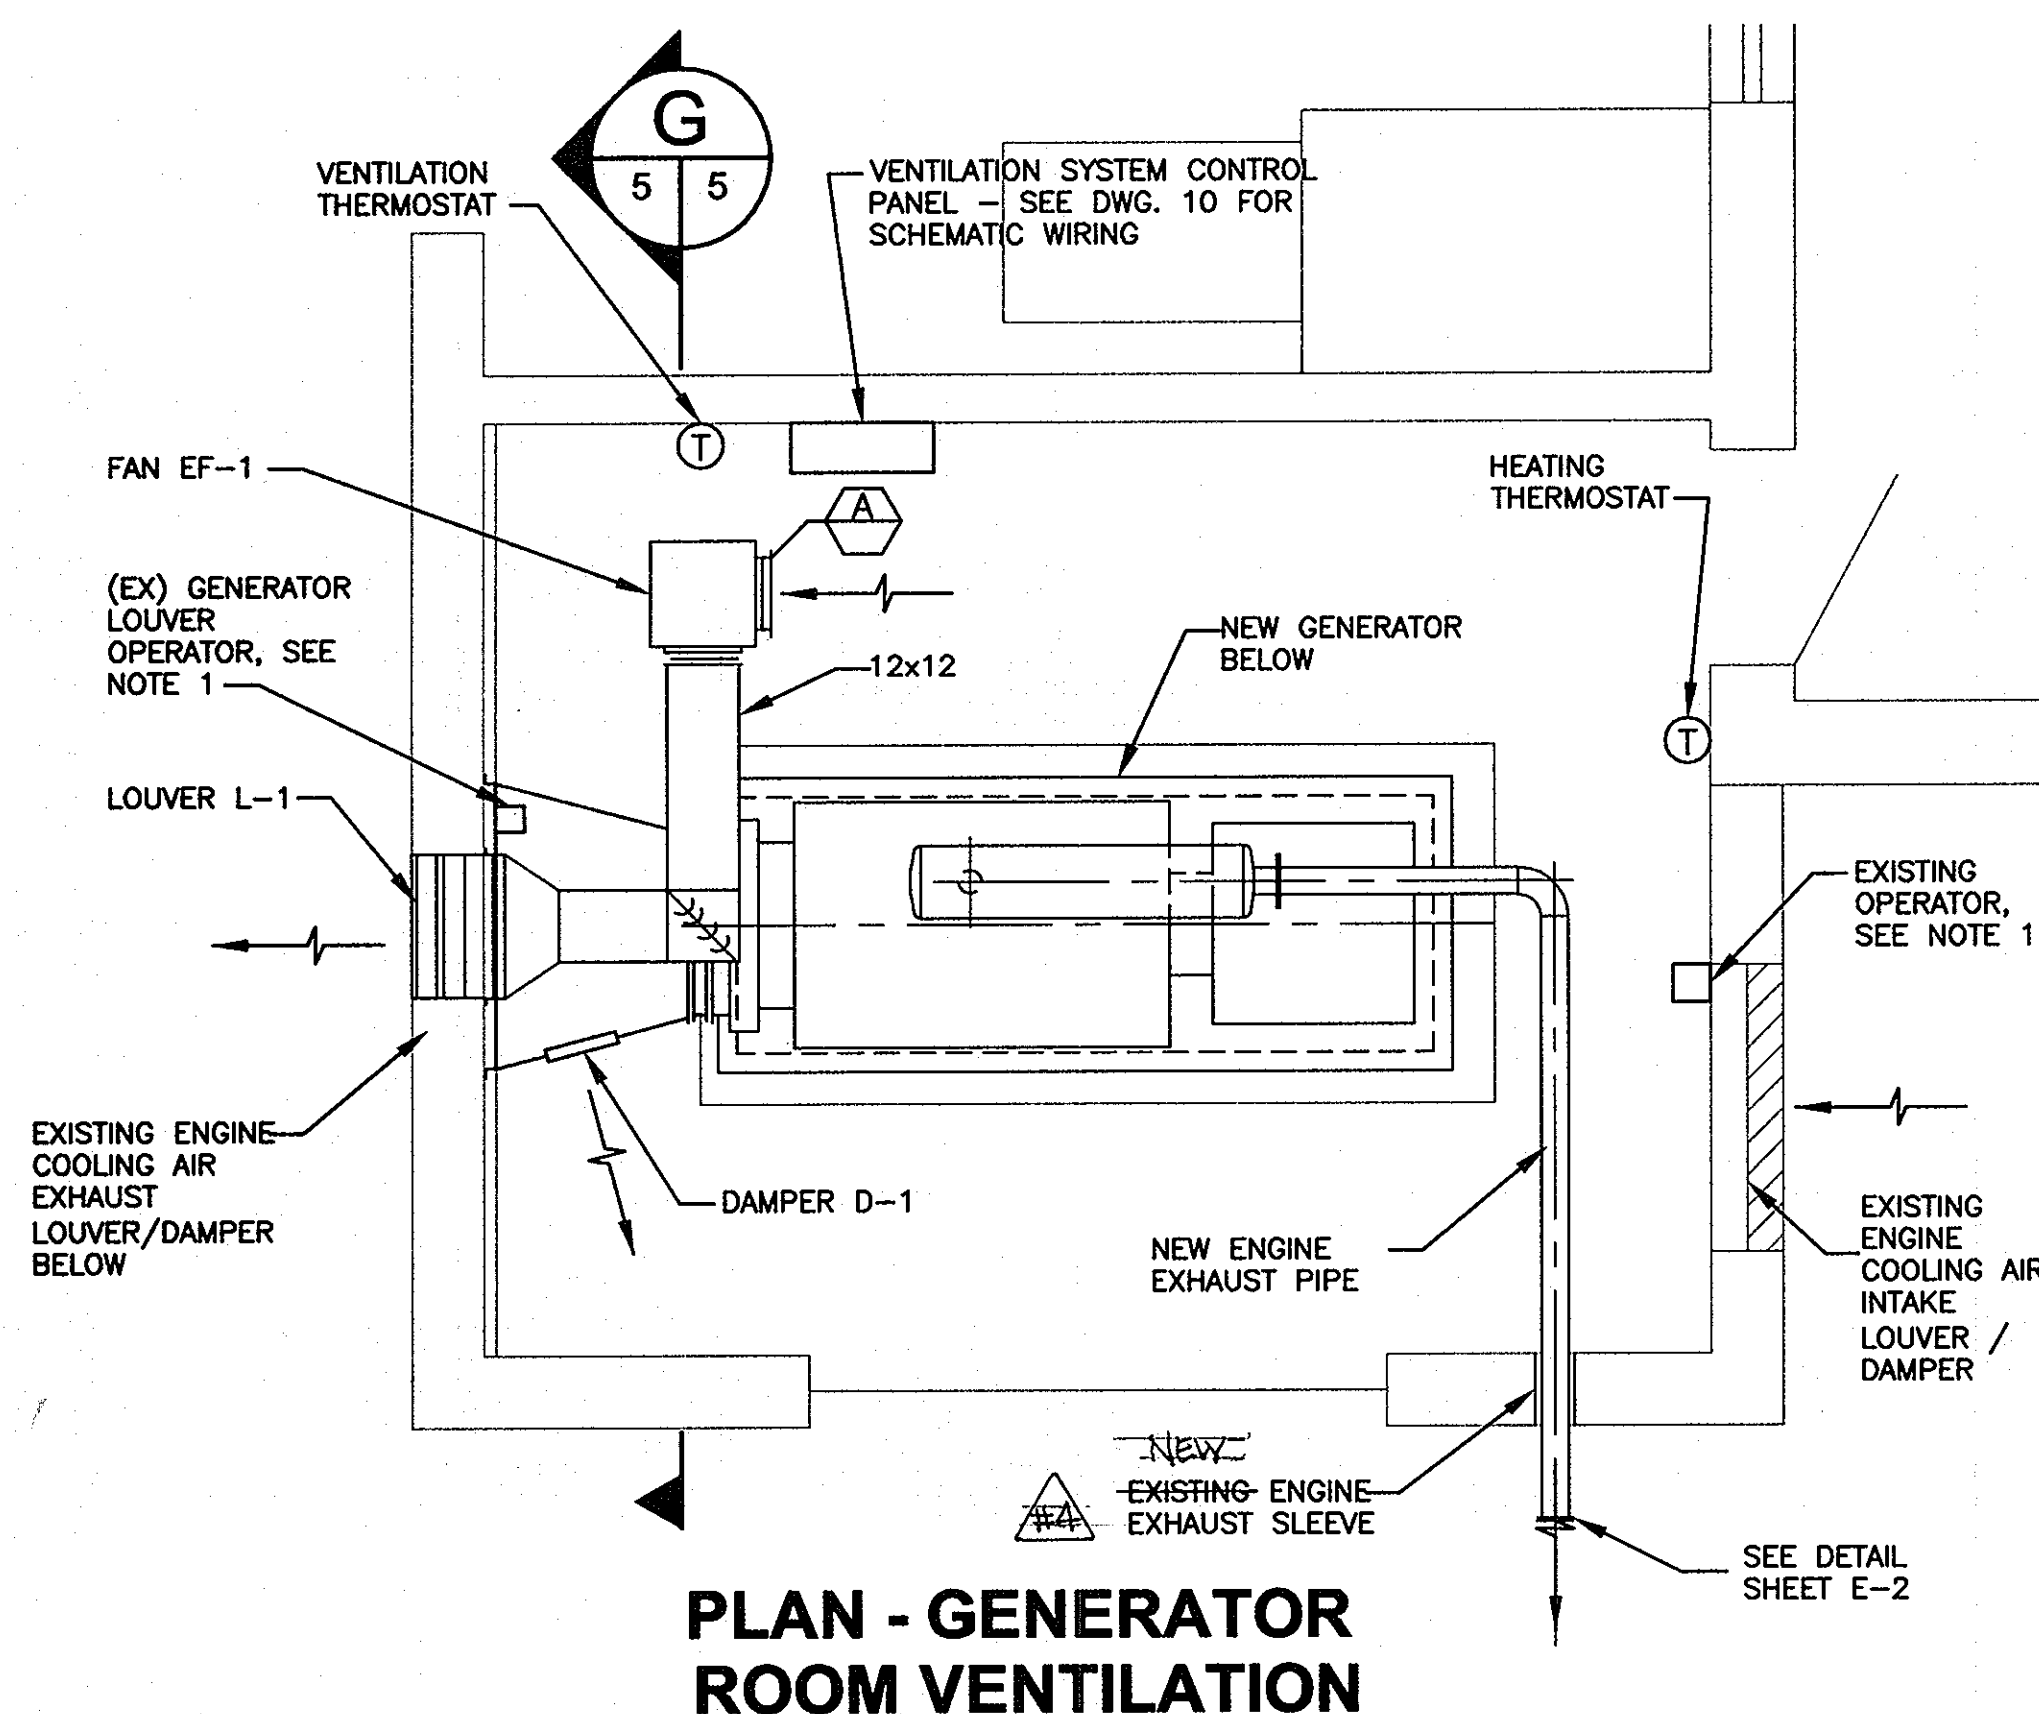 G
5 5
VENTILATION
THERMOSTAT
VENTILATION SYSTEM CONTROL
PANEL – SEE DWG. 10 FOR
SCHEMATIC WIRING
T
FAN EF-1
A
HEATING
THERMOSTAT
(EX) GENERATOR
LOUVER
OPERATOR, SEE
NOTE 1
NEW GENERATOR
BELOW
12x12
T
LOUVER L-1
EXISTING
OPERATOR,
SEE NOTE 1
EXISTING ENGINE
COOLING AIR
EXHAUST
LOUVER/DAMPER
BELOW
DAMPER D-1
NEW ENGINE
EXHAUST PIPE
EXISTING
ENGINE
COOLING AIR
INTAKE
LOUVER /
DAMPER
NEW
#4
EXISTING ENGINE
EXHAUST SLEEVE
SEE DETAIL
SHEET E-2
PLAN - GENERATOR
ROOM VENTILATION